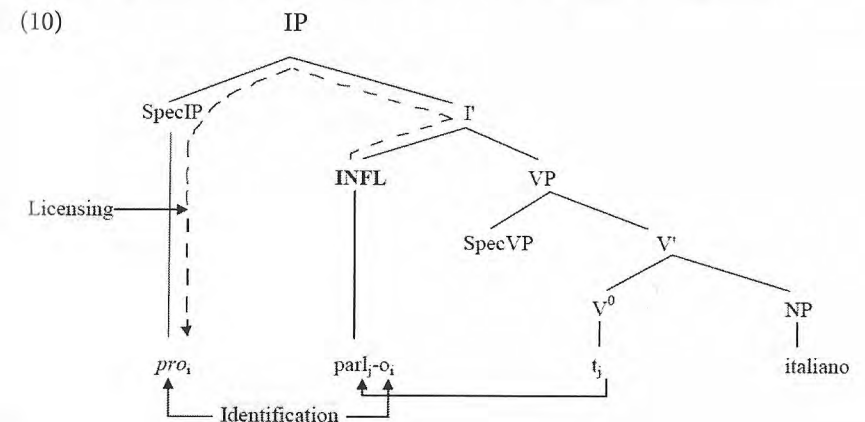 (10) IP
SpecIP I'
INFL VP
Licensing
SpecVP V'
V⁰ NP
proᵢ parlⱼ-oᵢ tⱼ italiano
Identification